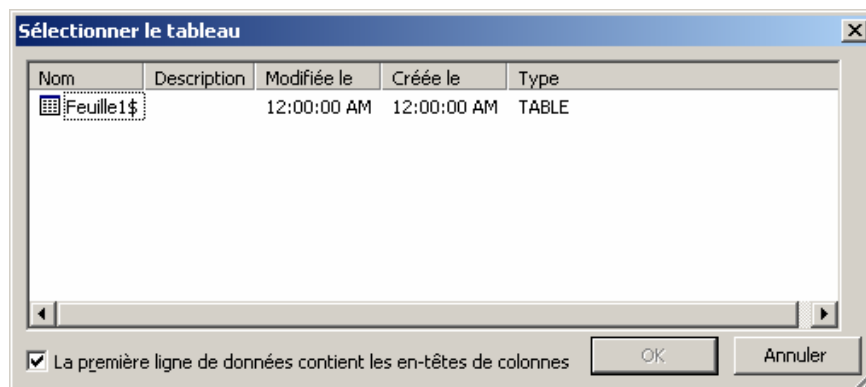 Sélectionner le tableau
Nom Description Modifiée le Créée le Type
Feuille1$ 12:00:00 AM 12:00:00 AM TABLE
La première ligne de données contient les en-têtes de colonnes OK Annuler